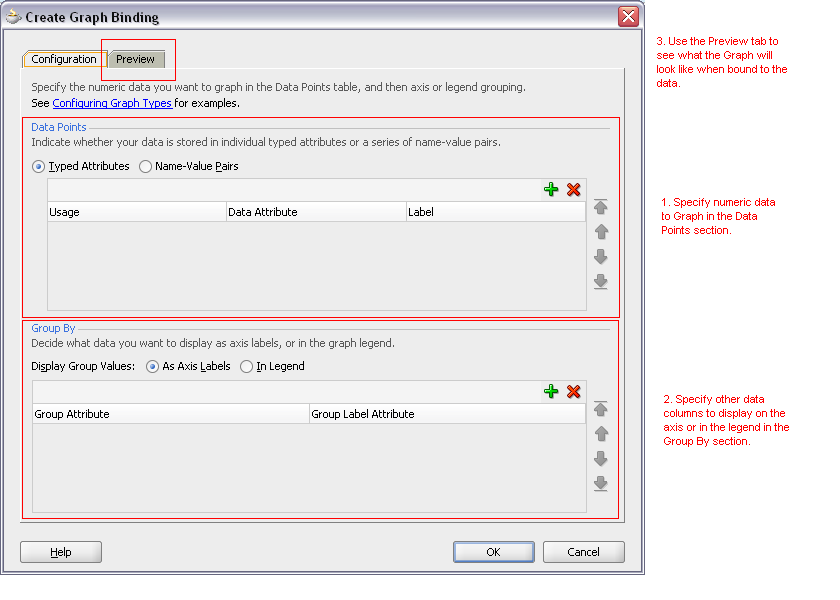 Create Graph Binding
Configuration
Preview
Specify the numeric data you want to graph in the Data Points table, and then axis or legend grouping.
See Configuring Graph Types for examples.
Data Points
Indicate whether your data is stored in individual typed attributes or a series of name-value pairs.
Typed Attributes
Name-Value Pairs
Usage
Data Attribute
Label
Group By
Decide what data you want to display as axis labels, or in the graph legend.
Display Group Values:
As Axis Labels
In Legend
Group Attribute
Group Label Attribute
Help
OK
Cancel
3. Use the Preview tab to
see what the Graph will
look like when bound to the
data.
1. Specify numeric data
to Graph in the Data
Points section.
2. Specify other data
columns to display on the
axis or in the legend in the
Group By section.